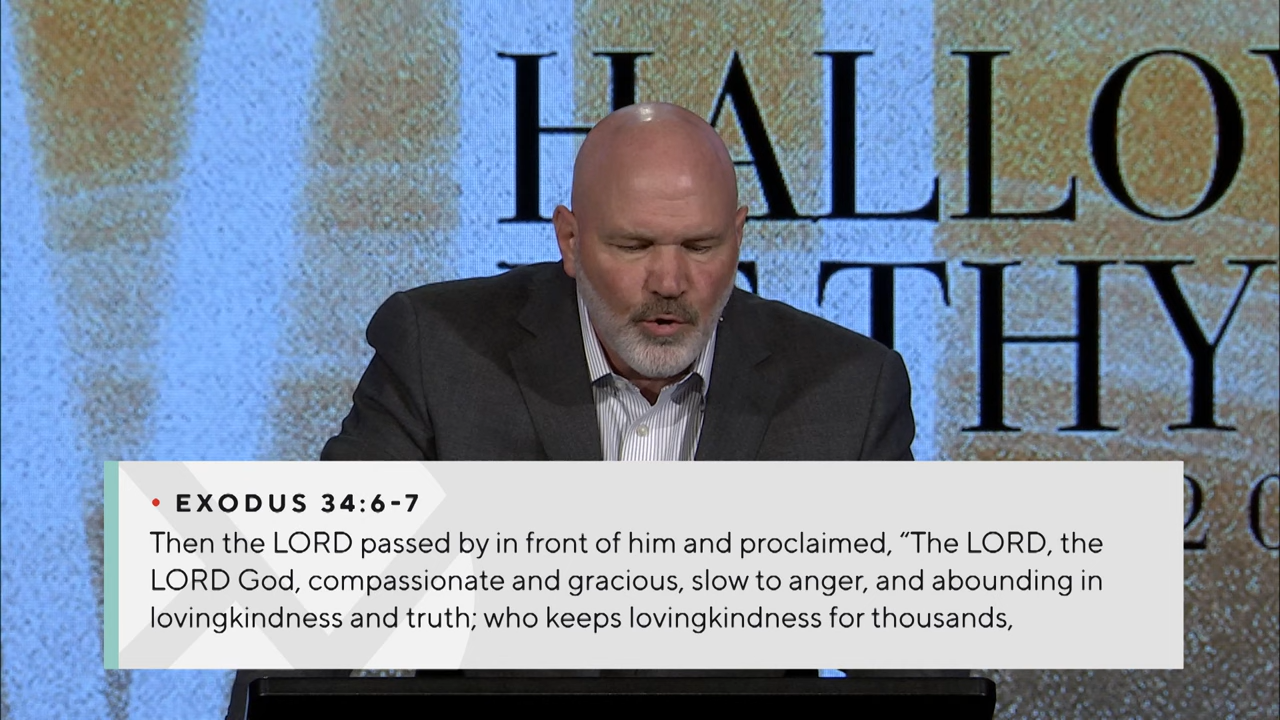 HALLO
THY
20
• EXODUS 34:6-7
Then the LORD passed by in front of him and proclaimed, “The LORD, the
LORD God, compassionate and gracious, slow to anger, and abounding in
lovingkindness and truth; who keeps lovingkindness for thousands,